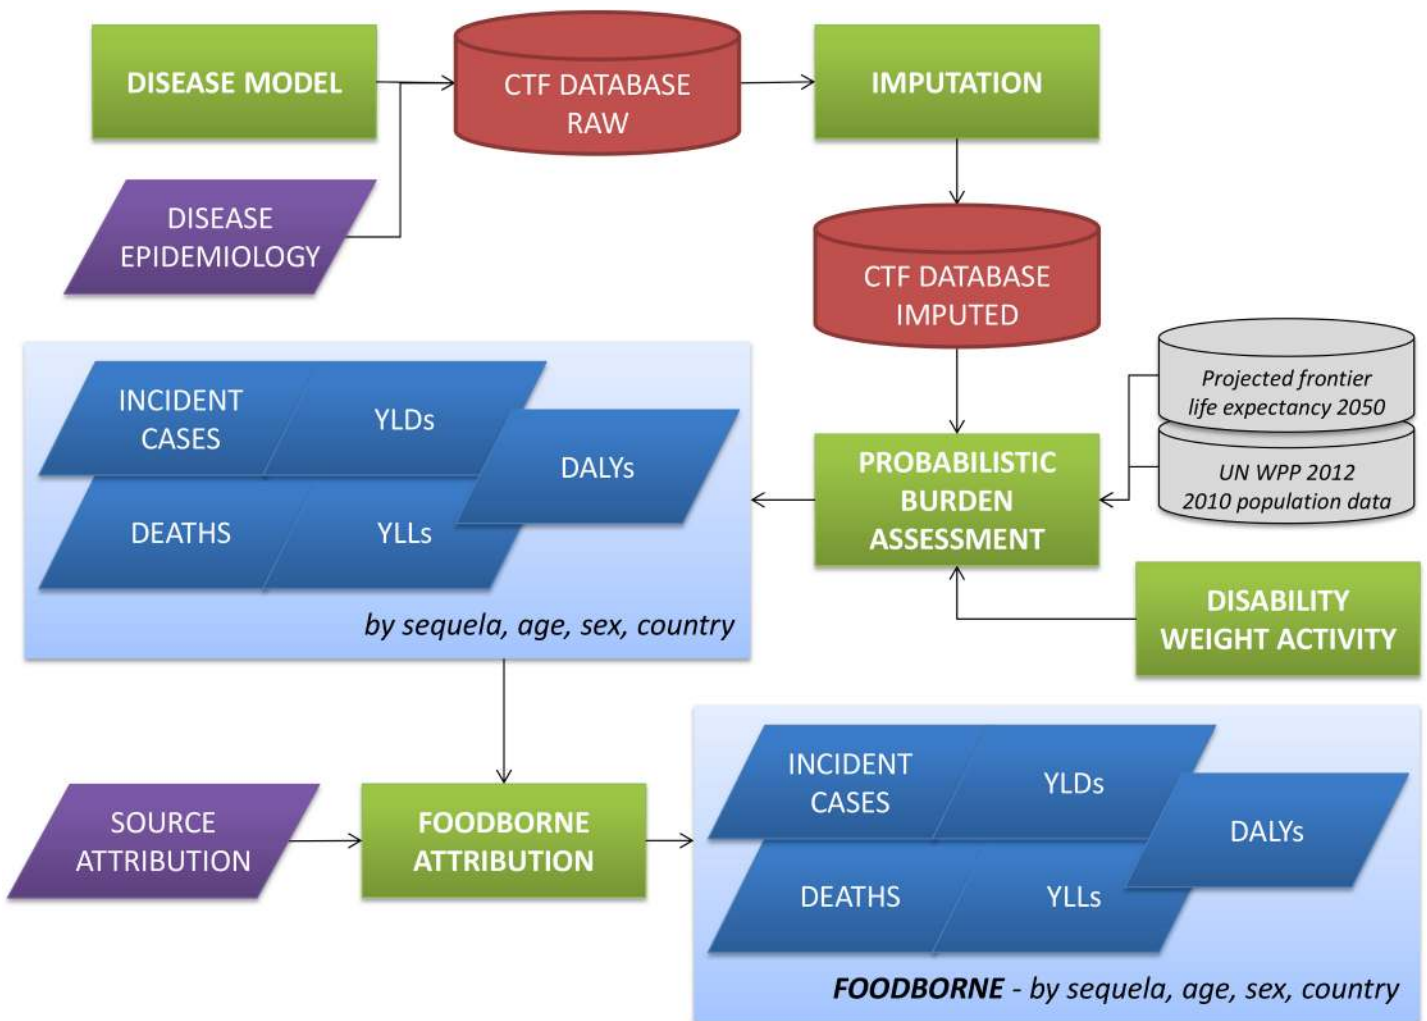 DISEASE MODEL
CTF DATABASE
RAW
IMPUTATION
DISEASE
EPIDEMIOLOGY
CTF DATABASE
IMPUTED
Projected frontier
life expectancy 2050
UN WPP 2012
2010 population data
PROBABILISTIC
BURDEN
ASSESSMENT
DISABILITY
WEIGHT ACTIVITY
INCIDENT
CASES
YLDs
DALYs
DEATHS
YLLs
by sequela, age, sex, country
SOURCE
ATTRIBUTION
FOODBORNE
ATTRIBUTION
INCIDENT
CASES
YLDs
DALYs
DEATHS
YLLs
FOODBORNE - by sequela, age, sex, country